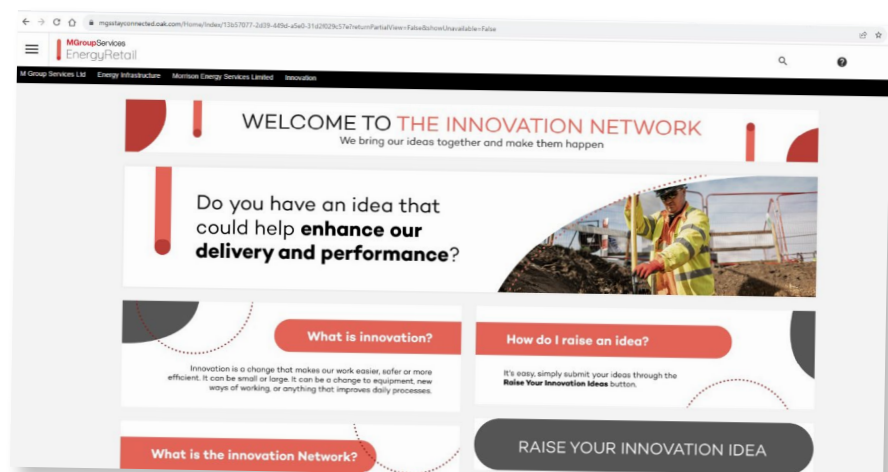 mgsstayconnected.oak.com/Home/Index/13b57077-2d39-449d-a5e0-31d2f029c57e?returnPartialView=False&showUnavailable=False
MGroupServices
EnergyRetail
M Group Services Ltd Energy Infrastructure Morrison Energy Services Limited Innovation
WELCOME TO THE INNOVATION NETWORK
We bring our ideas together and make them happen
Do you have an idea that
could help enhance our
delivery and performance?
What is innovation?
Innovation is a change that makes our work easier, safer or more
efficient. It can be small or large. It can be a change to equipment, new
ways of working, or anything that improves daily processes.
How do I raise an idea?
It's easy, simply submit your ideas through the
Raise Your Innovation Ideas button.
What is the innovation Network?
RAISE YOUR INNOVATION IDEA